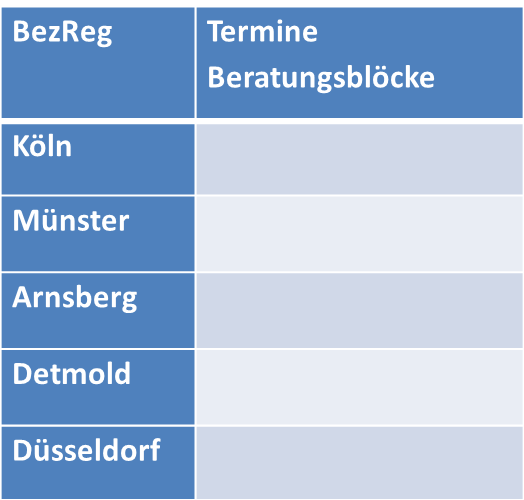 BezReg
Termine
Beratungsblöcke
Köln
Münster
Arnsberg
Detmold
Düsseldorf